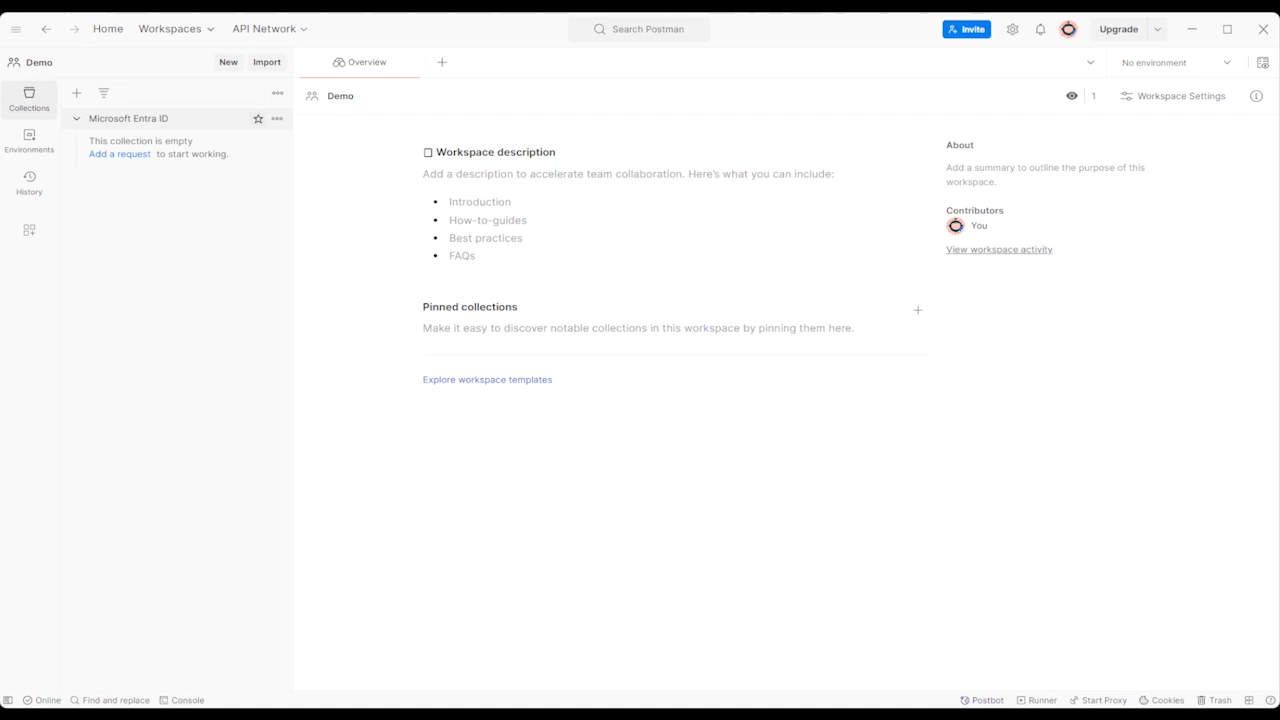 Home Workspaces API Network Search Postman Invite Upgrade
Demo New Import Overview No environment
Collections
Environments
History
Microsoft Entra ID
This collection is empty
Add a request to start working.
Demo 1 Workspace Settings
Workspace description
Add a description to accelerate team collaboration. Here's what you can include:
• Introduction
• How-to-guides
• Best practices
• FAQs
Pinned collections
Make it easy to discover notable collections in this workspace by pinning them here.
Explore workspace templates
About
Add a summary to outline the purpose of this
workspace.
Contributors
You
View workspace activity
Online Find and replace Console Postbot Runner Start Proxy Cookies Trash